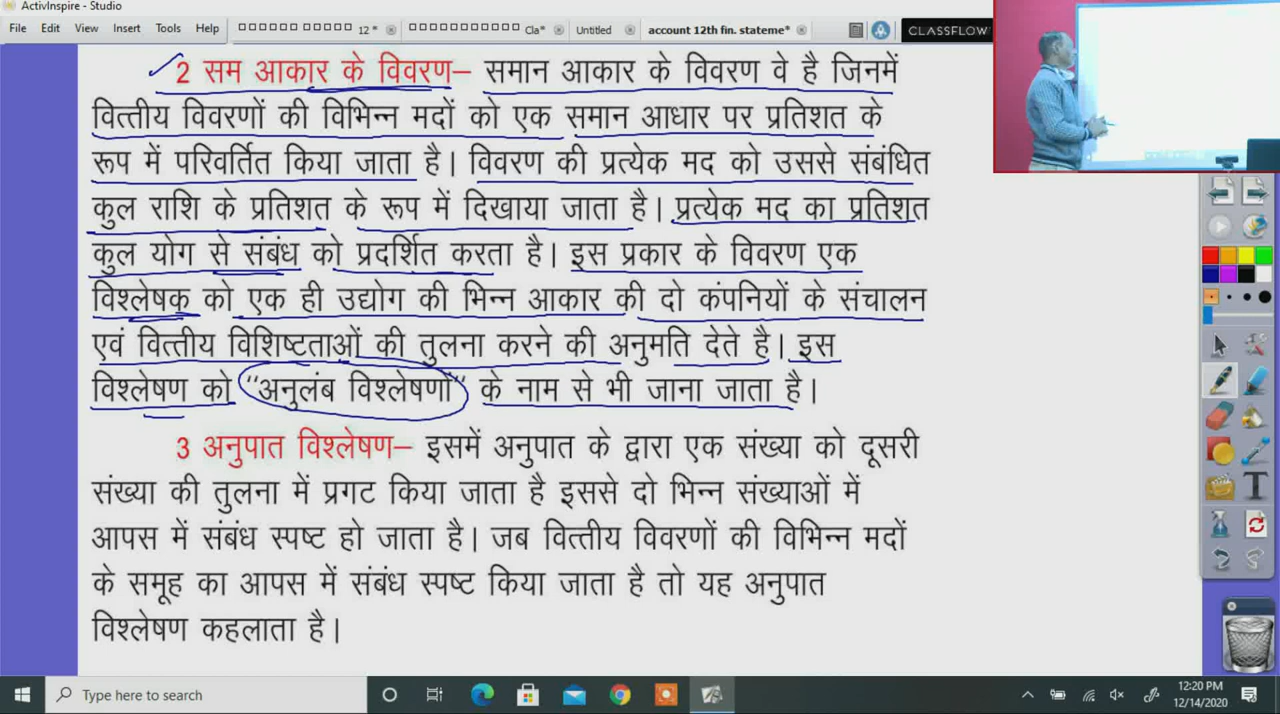 ActivInspire - Studio
File Edit View Insert Tools Help
12 * Cla* Untitled account 12th fin. stateme* CLASSFLOW
2 सम आकार के विवरण– समान आकार के विवरण वे है जिनमें
वित्तीय विवरणों की विभिन्न मदों को एक समान आधार पर प्रतिशत के
रूप में परिवर्तित किया जाता है। विवरण की प्रत्येक मद को उससे संबंधित
कुल राशि के प्रतिशत के रूप में दिखाया जाता है। प्रत्येक मद का प्रतिशत
कुल योग से संबंध को प्रदर्शित करता है। इस प्रकार के विवरण एक
विश्लेषक को एक ही उद्योग की भिन्न आकार की दो कंपनियों के संचालन
एवं वित्तीय विशिष्टताओं की तुलना करने की अनुमति देते है। इस
विश्लेषण को "अनुलंब विश्लेषणों" के नाम से भी जाना जाता है।
3 अनुपात विश्लेषण– इसमें अनुपात के द्वारा एक संख्या को दूसरी
संख्या की तुलना में प्रगट किया जाता है इससे दो भिन्न संख्याओं में
आपस में संबंध स्पष्ट हो जाता है। जब वित्तीय विवरणों की विभिन्न मदों
के समूह का आपस में संबंध स्पष्ट किया जाता है तो यह अनुपात
विश्लेषण कहलाता है।
Type here to search
12:20 PM
12/14/2020